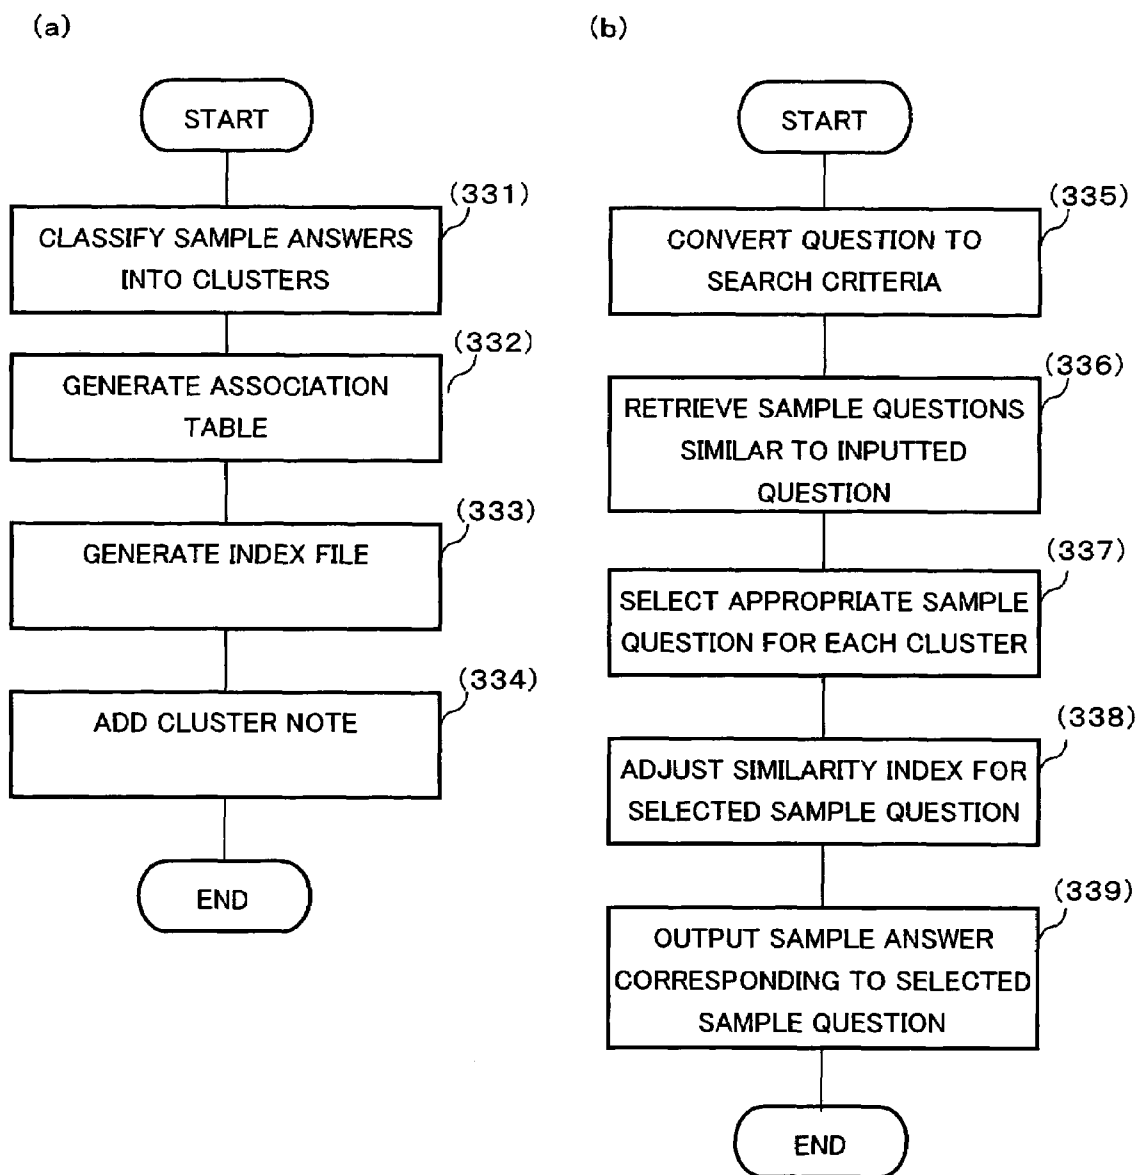 (a)
START
(331)
CLASSIFY SAMPLE ANSWERS
INTO CLUSTERS
(332)
GENERATE ASSOCIATION
TABLE
(333)
GENERATE INDEX FILE
(334)
ADD CLUSTER NOTE
END
(b)
START
(335)
CONVERT QUESTION TO
SEARCH CRITERIA
(336)
RETRIEVE SAMPLE QUESTIONS
SIMILAR TO INPUTTED
QUESTION
(337)
SELECT APPROPRIATE SAMPLE
QUESTION FOR EACH CLUSTER
(338)
ADJUST SIMILARITY INDEX FOR
SELECTED SAMPLE QUESTION
(339)
OUTPUT SAMPLE ANSWER
CORRESPONDING TO SELECTED
SAMPLE QUESTION
END